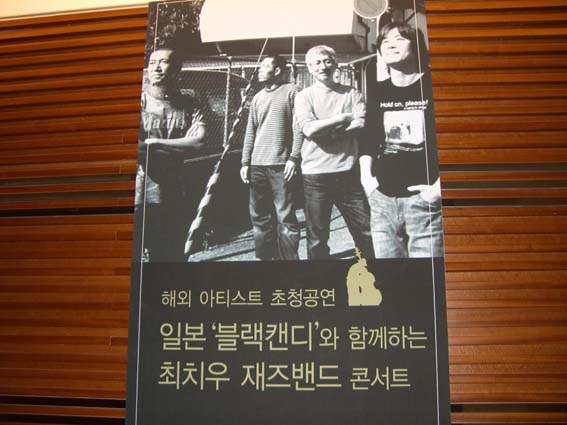 Hold on, please!
해외 아티스트 초청공연
일본 '블랙캔디'와 함께하는
최치우 재즈밴드 콘서트